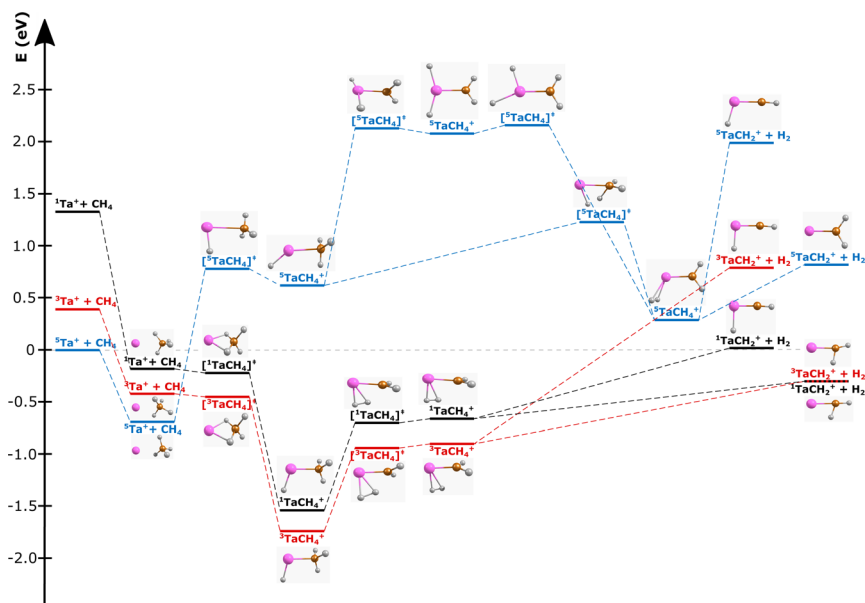 E (eV)
2.5
2.0
1.5
1.0
0.5
0
-0.5
-1.0
-1.5
-2.0
¹Ta⁺+ CH₄
³Ta⁺ + CH₄
⁵Ta⁺ + CH₄
¹Ta⁺+ CH₄
³Ta⁺ + CH₄
⁵Ta⁺+ CH₄
[⁵TaCH₄]‡
[¹TaCH₄]‡
[³TaCH₄]‡
⁵TaCH₄⁺
¹TaCH₄⁺
³TaCH₄⁺
[⁵TaCH₄]‡
[¹TaCH₄]‡
[³TaCH₄]‡
⁵TaCH₄⁺
¹TaCH₄⁺
³TaCH₄⁺
[⁵TaCH₄]‡
[⁵TaCH₄]‡
⁵TaCH₄⁺
⁵TaCH₂⁺ + H₂
³TaCH₂⁺ + H₂
¹TaCH₂⁺ + H₂
⁵TaCH₂⁺ + H₂
³TaCH₂⁺ + H₂
¹TaCH₂⁺ + H₂